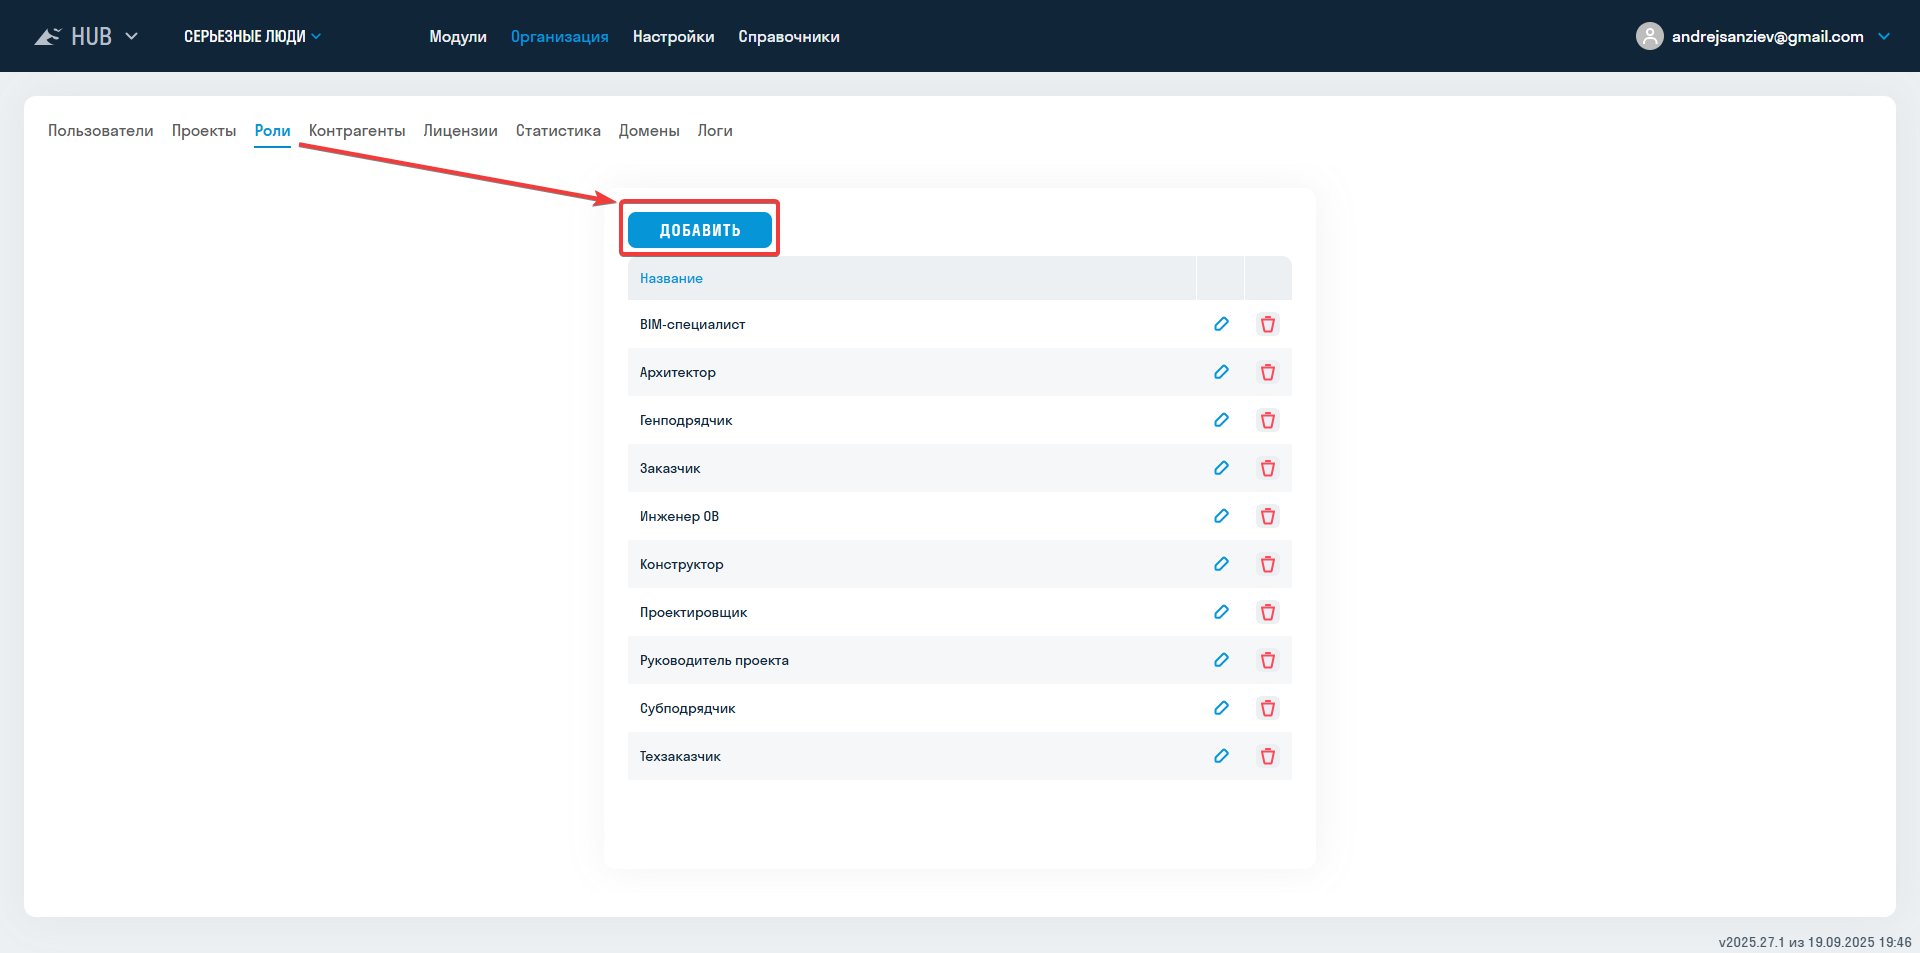 HUB СЕРЬЕЗНЫЕ ЛЮДИ Модули Организация Настройки Справочники andrejsanziev@gmail.com
Пользователи Проекты Роли Контрагенты Лицензии Статистика Домены Логи
ДОБАВИТЬ
Название
BIM-специалист
Архитектор
Генподрядчик
Заказчик
Инженер ОВ
Конструктор
Проектировщик
Руководитель проекта
Субподрядчик
Техзаказчик
v2025.27.1 из 19.09.2025 19:46